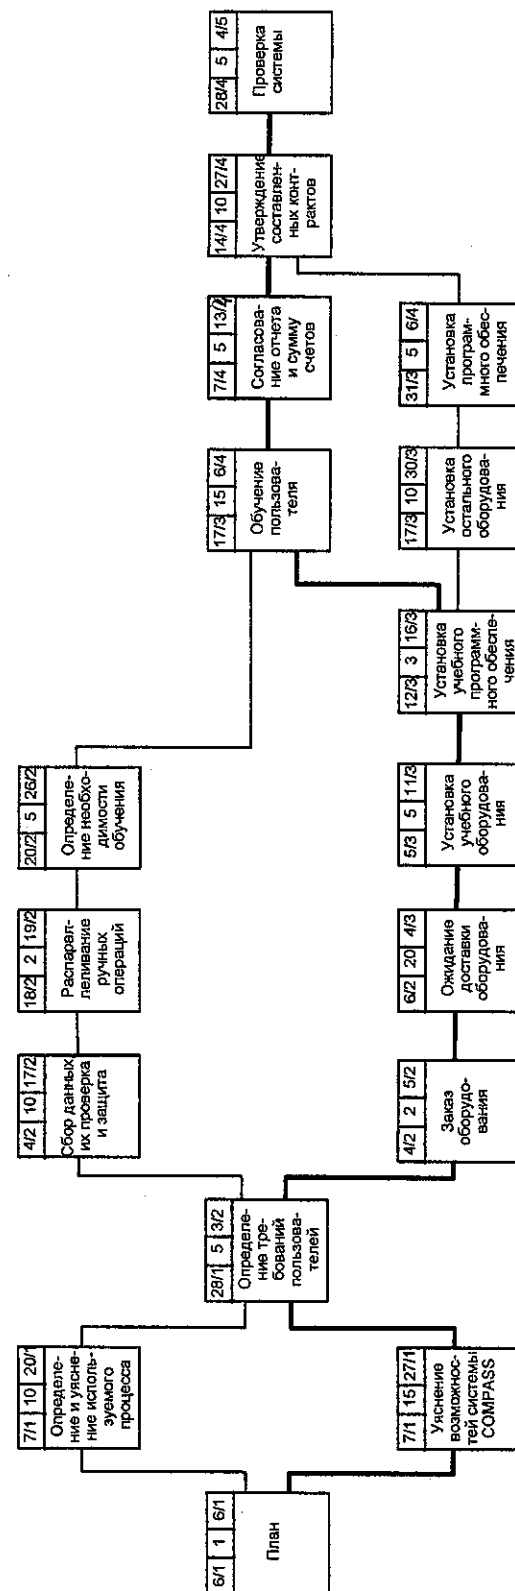 6/1 1 6/1
План
7/1 10 20/1
Определе-
ние и уясне-
ние исполь-
зуемого
процесса
7/1 15 27/1
Уяснение
возможнос-
тей системы
COMPASS
28/1 5 3/2
Определе-
ние тре-
бований
пользова-
телей
4/2 10 17/2
Сбор данных
их проверка
и защита
18/2 2 19/2
Распарал-
леливание
ручных
операций
20/2 5 26/2
Определе-
ние необхо-
димости
обучения
4/2 2 5/2
Заказ
оборудо-
вания
6/2 20 4/3
Ожидание
доставки
оборудова-
ния
5/3 5 11/3
Установка
учебного
оборудова-
ния
12/3 3 16/3
Установка
учебного
програм-
ного обеспе-
чения
17/3 15 6/4
Обучение
пользова-
теля
7/4 5 13/4
Согласова-
ние отчета
и сумму
счетов
17/3 10 30/3
Установка
остального
оборудова-
ния
31/3 5 6/4
Установка
програм-
много обес-
печения
14/4 10 27/4
Утверждение
составлен-
ных конт-
рактов
28/4 5 4/5
Проверка
системы